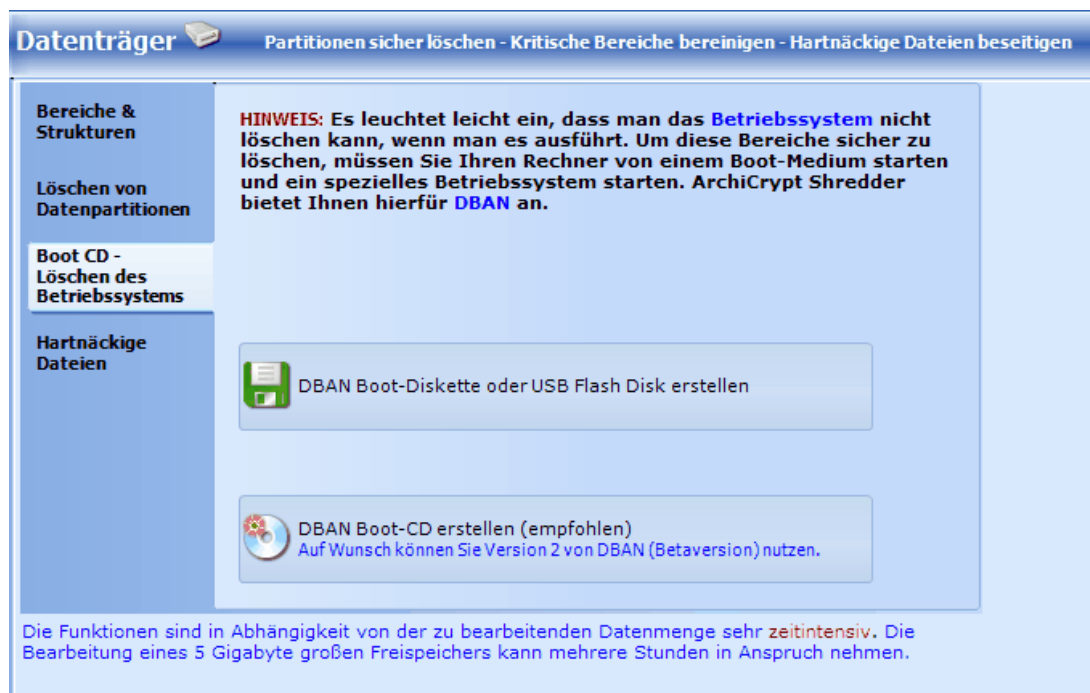 Datenträger
Partitionen sicher löschen - Kritische Bereiche bereinigen - Hartnäckige Dateien beseitigen
Bereiche &
Strukturen
Löschen von
Datenpartitionen
Boot CD -
Löschen des
Betriebssystems
Hartnäckige
Dateien
HINWEIS: Es leuchtet leicht ein, dass man das Betriebssystem nicht
löschen kann, wenn man es ausführt. Um diese Bereiche sicher zu
löschen, müssen Sie Ihren Rechner von einem Boot-Medium starten
und ein spezielles Betriebssystem starten. ArchiCrypt Shredder
bietet Ihnen hierfür DBAN an.
DBAN Boot-Diskette oder USB Flash Disk erstellen
DBAN Boot-CD erstellen (empfohlen)
Auf Wunsch können Sie Version 2 von DBAN (Betaversion) nutzen.
Die Funktionen sind in Abhängigkeit von der zu bearbeitenden Datenmenge sehr zeitintensiv. Die
Bearbeitung eines 5 Gigabyte großen Freispeichers kann mehrere Stunden in Anspruch nehmen.